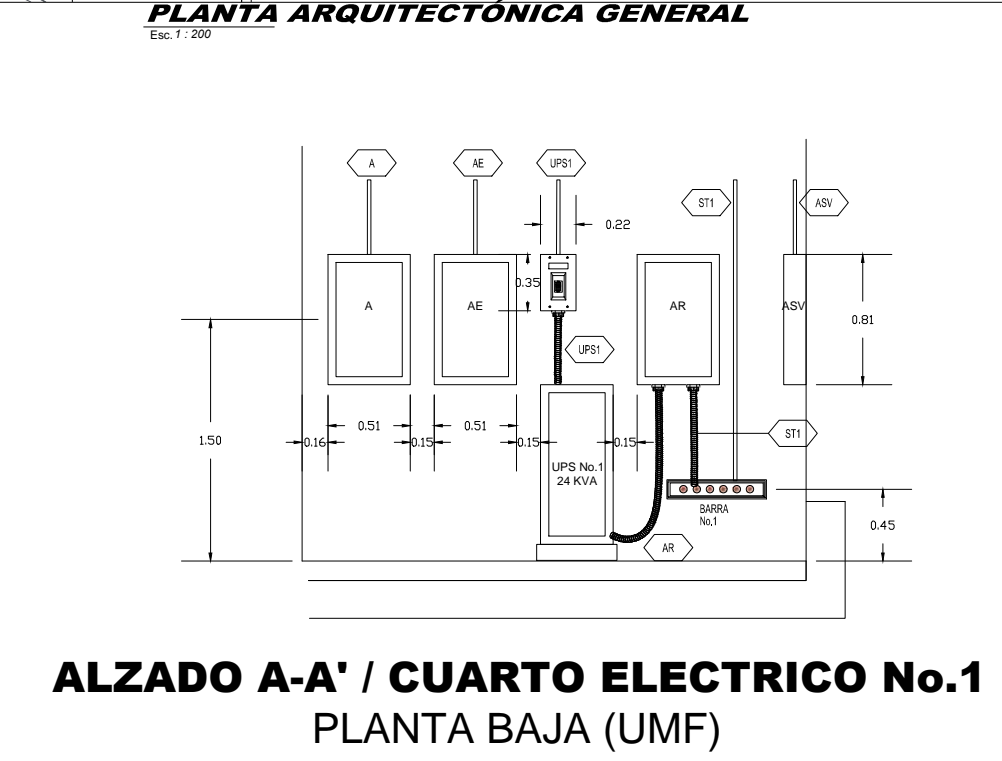 PLANTA ARQUITECTÓNICA GENERAL
Esc. 1 : 200
A
AE
UPS1
ST1
ASV
0.22
0.35
A
AE
AR
ASV
0.81
UPS1
1.50
0.16
0.51
0.15
0.51
0.15
0.15
ST1
UPS No.1
24 KVA
BARRA
No,1
0.45
AR
ALZADO A-A' / CUARTO ELECTRICO No.1
PLANTA BAJA (UMF)